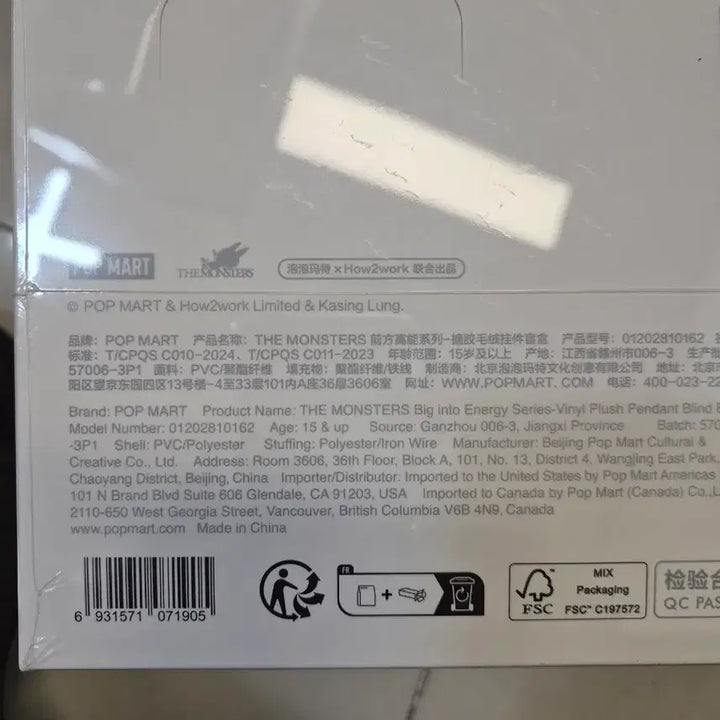 POP MART
THE MONSTERS
泡泡玛特 x How2work 联合出品
© POP MART & How2work Limited & Kasing Lung.
品牌：POP MART 产品名称：THE MONSTERS 前方高能系列-搪胶毛绒挂件盲盒 产品型号：01202810162
标准：T/CPQS C010-2024、T/CPQS C011-2023 年龄范围：15岁及以上 产地：江西省赣州市006-3 生产批
57006-3P1 面料：PVC/聚酯纤维 填充物：聚酯纤维/铁线 制造商：北京泡泡玛特文化创意有限公司 地址：北京市
阳区望京东园四区13号楼-4至33层101内A座36层3606室 网址：WWW.POPMART.COM 电话：400-023-22
Brand: POP MART Product Name: THE MONSTERS Big into Energy Series-Vinyl Plush Pendant Blind B
Model Number: 01202810162 Age: 15 & up Source: Ganzhou 006-3, Jiangxi Province Batch: 570
-3P1 Shell: PVC/Polyester Stuffing: Polyester/Iron Wire Manufacturer: Beijing Pop Mart Cultural &
Creative Co., Ltd. Address: Room 3606, 36th Floor, Block A, 101, No. 13, District 4, Wangjing East Park,
Chaoyang District, Beijing, China Importer/Distributor: Imported to the United States by Pop Mart Americas
101 N Brand Blvd Suite 606 Glendale, CA 91203, USA Imported to Canada by Pop Mart (Canada) Co.,L
2110-650 West Georgia Street, Vancouver, British Columbia V6B 4N9, Canada
www.popmart.com Made in China
6 931571 071905
FR
+
FSC
MIX
Packaging
FSC™ C197572
检验合
QC PAS